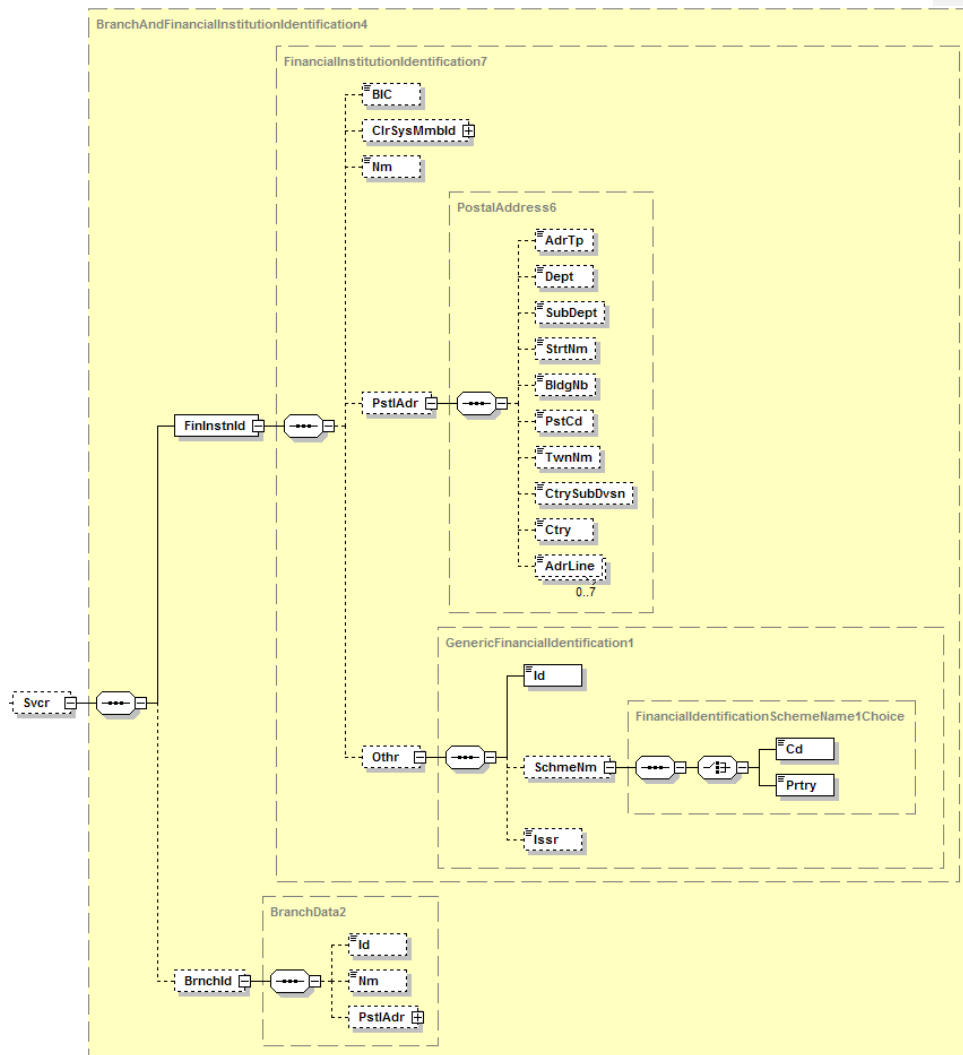 BranchAndFinancialInstitutionIdentification4
FinancialInstitutionIdentification7
BIC
ClrSysMmbId
Nm
PostalAddress6
AdrTp
Dept
SubDept
StrtNm
BldgNb
PstlAdr
PstCd
FinInstnId
TwnNm
CtrySubDvsn
Ctry
AdrLine
0..7
GenericFinancialIdentification1
Id
Svcr
FinancialIdentificationSchemeName1Choice
Cd
Othr
SchmeNm
Prtry
Issr
BranchData2
Id
BrnchId
Nm
PstlAdr